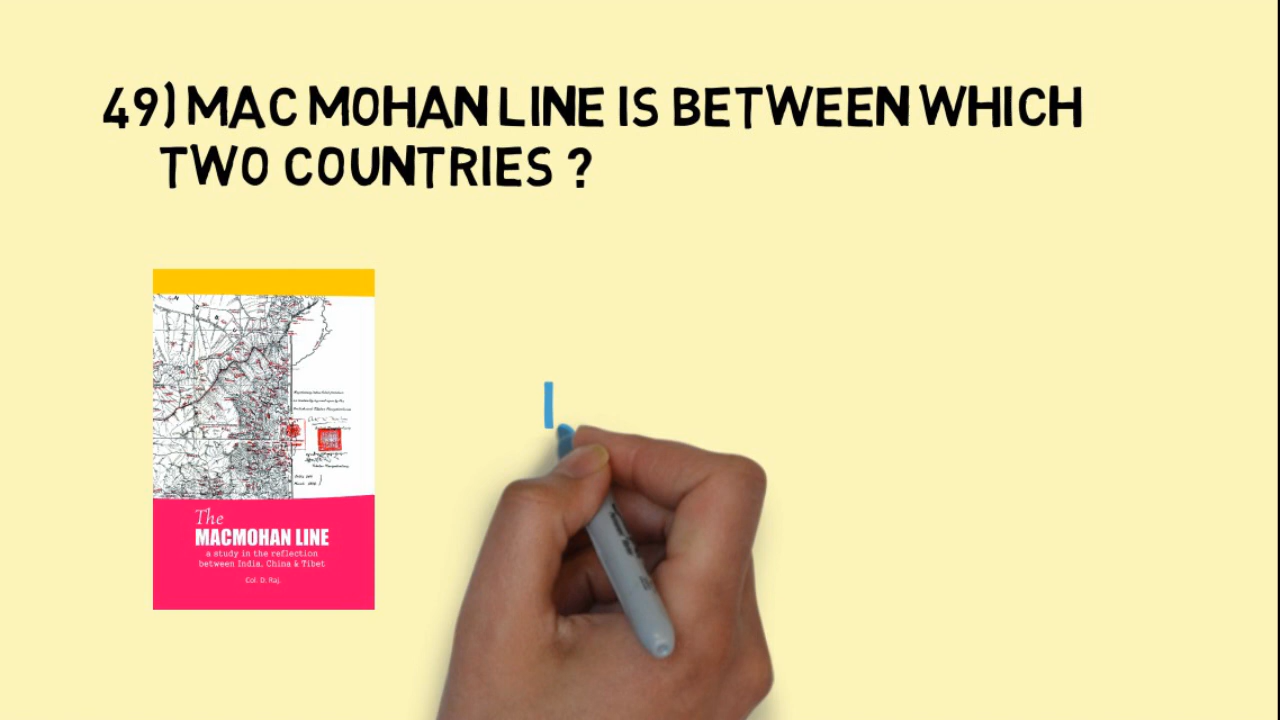 49) MAC MOHAN LINE IS BETWEEN WHICH
TWO COUNTRIES ?
I
The
MACMOHAN LINE
a study in the reflection
between India, China & Tibet
Col. D. Raj.